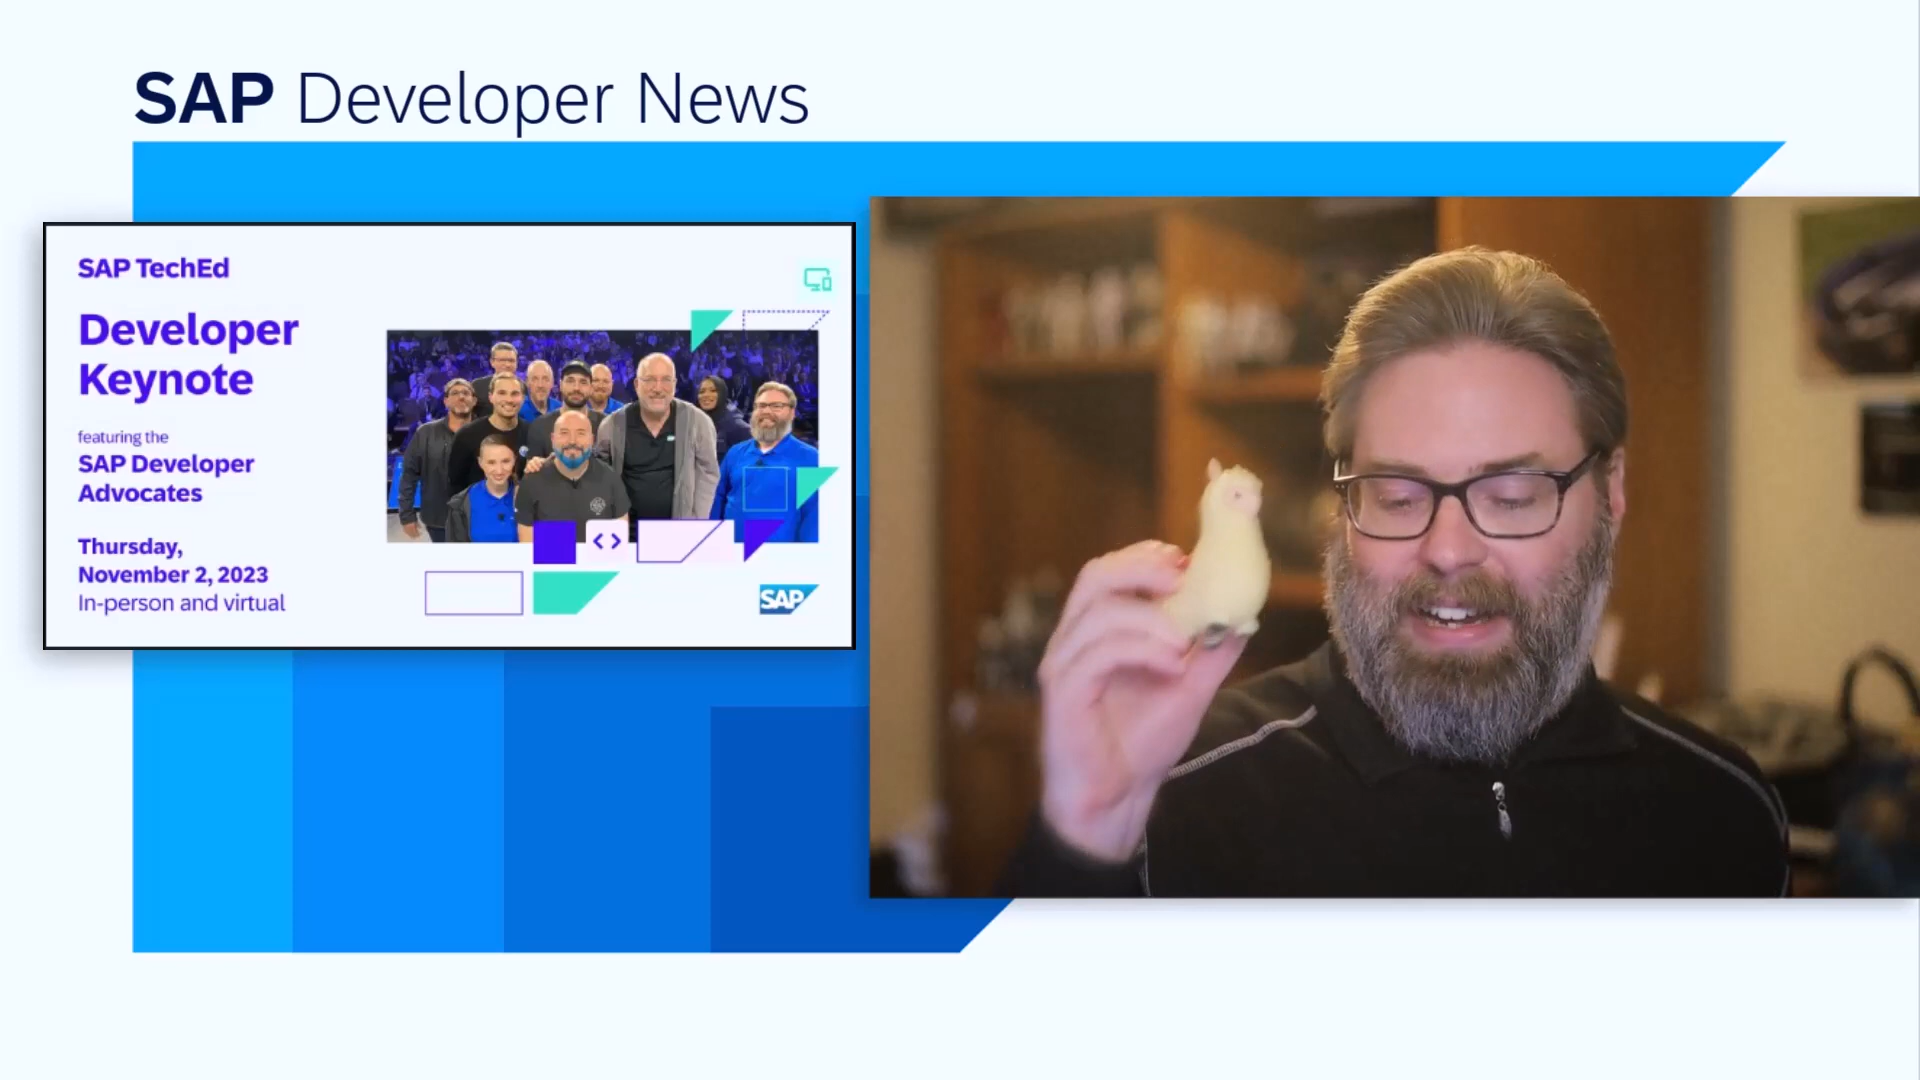 SAP Developer News
SAP TechEd
Developer
Keynote
featuring the
SAP Developer
Advocates
Thursday,
November 2, 2023
In-person and virtual
<>
SAP